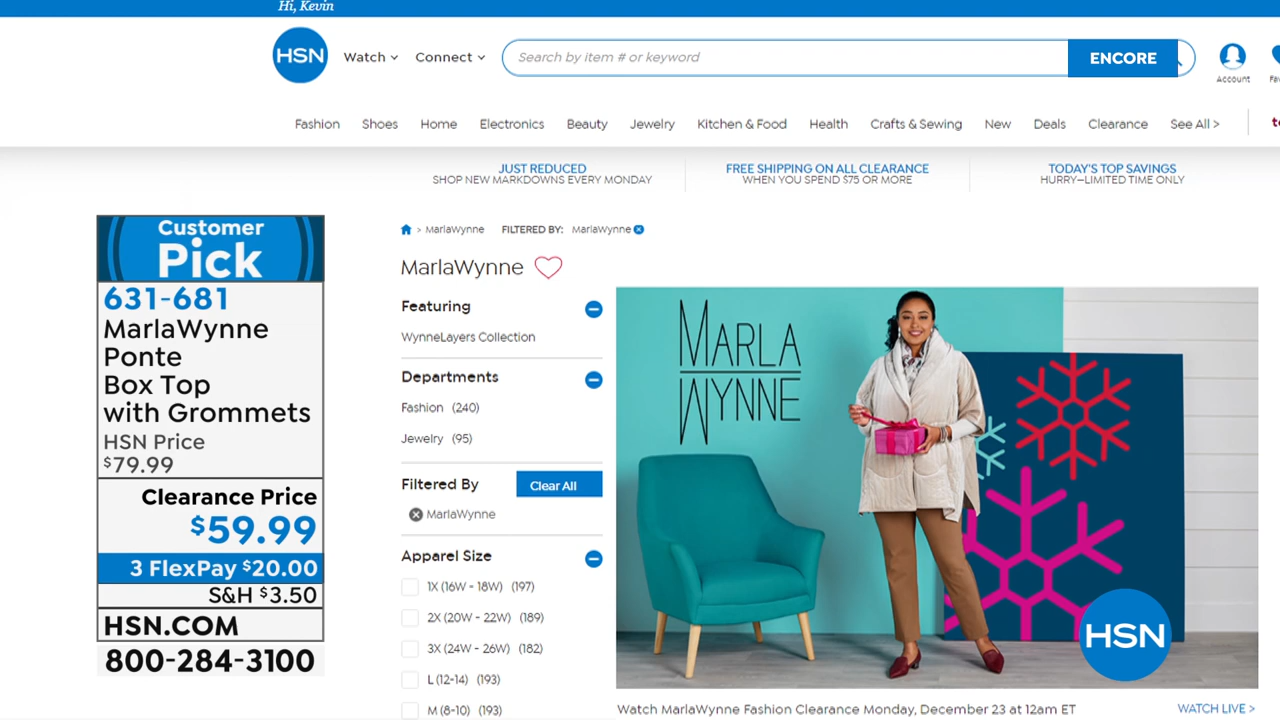 Hi, Kevin
HSN
Watch
Connect
Search by item # or keyword
ENCORE
Account
Fashion
Shoes
Home
Electronics
Beauty
Jewelry
Kitchen & Food
Health
Crafts & Sewing
New
Deals
Clearance
See All >
JUST REDUCED
SHOP NEW MARKDOWNS EVERY MONDAY
FREE SHIPPING ON ALL CLEARANCE
WHEN YOU SPEND $75 OR MORE
TODAY'S TOP SAVINGS
HURRY—LIMITED TIME ONLY
Customer
Pick
631-681
MarlaWynne
Ponte
Box Top
with Grommets
HSN Price
$79.99
Clearance Price
$59.99
3 FlexPay $20.00
S&H $3.50
HSN.COM
800-284-3100
> MarlaWynne FILTERED BY: MarlaWynne
MarlaWynne
Featuring
WynneLayers Collection
Departments
Fashion (240)
Jewelry (95)
Filtered By
Clear All
MarlaWynne
Apparel Size
1X (16W - 18W) (197)
2X (20W - 22W) (189)
3X (24W - 26W) (182)
L (12-14) (193)
M (8-10) (193)
MARLA
WYNNE
HSN
Watch MarlaWynne Fashion Clearance Monday, December 23 at 12am ET
WATCH LIVE >